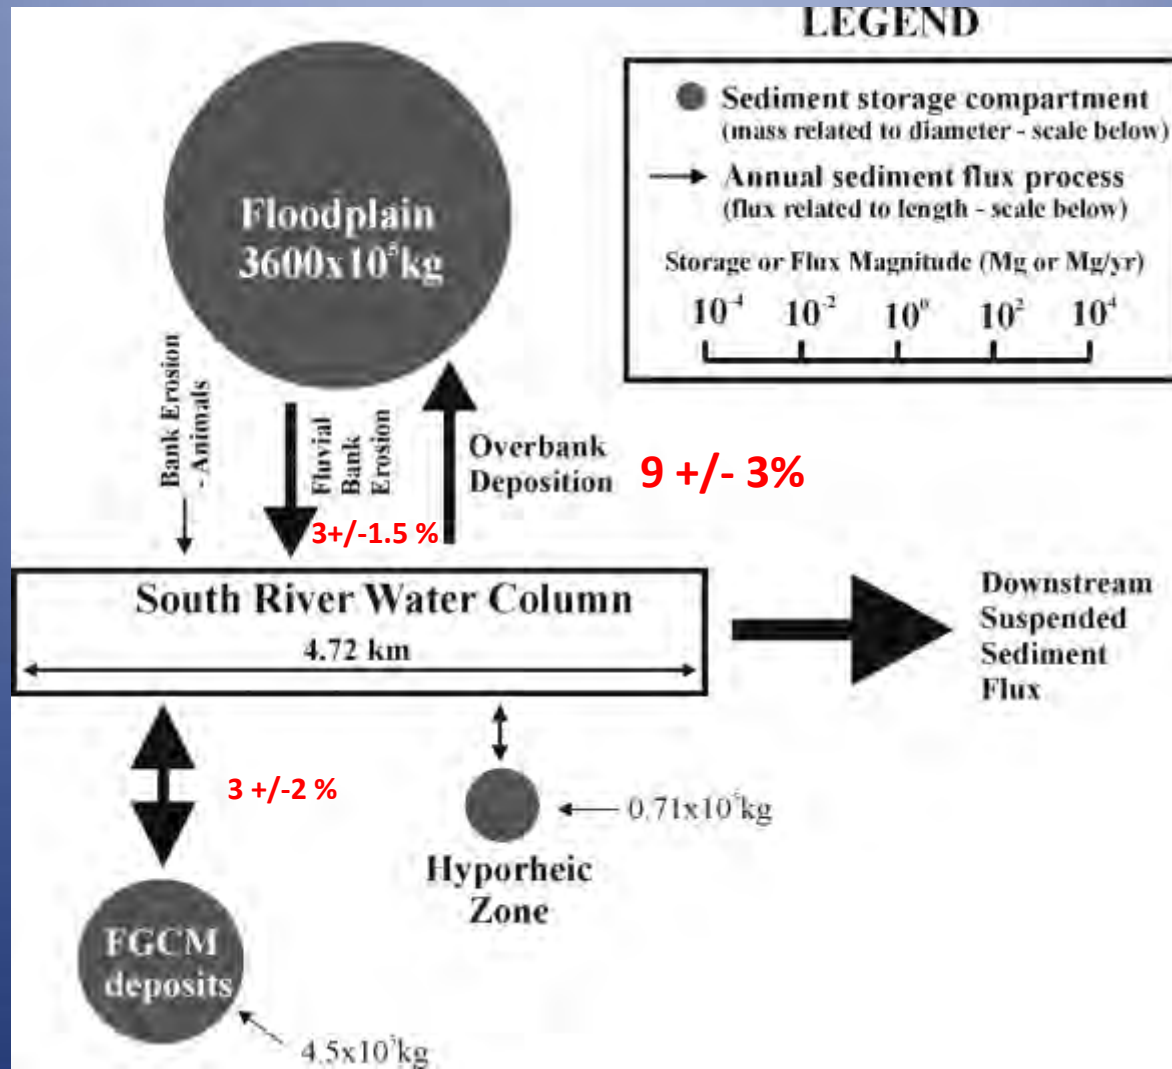 LEGEND
Sediment storage compartment
(mass related to diameter - scale below)
Annual sediment flux process
(flux related to length - scale below)
Storage or Flux Magnitude (Mg or Mg/yr)
10⁻⁴ 10⁻² 10⁰ 10² 10⁴
Floodplain
3600x10⁵kg
Bank Erosion
- Animals
Fluvial
Bank
Erosion
3+/-1.5 %
Overbank
Deposition
9 +/- 3%
South River Water Column
4.72 km
Downstream
Suspended
Sediment
Flux
3 +/-2 %
0.71x10⁵kg
Hyporheic
Zone
FGCM
deposits
4.5x10⁵kg